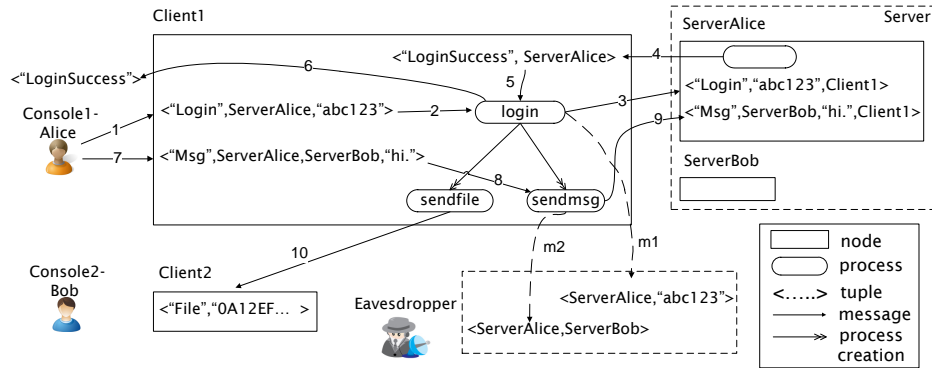 Client1
ServerAlice
Server
<“LoginSuccess”, ServerAlice>
4
6
5
<“LoginSuccess”>
<“Login”,“abc123”,Client1>
Console1-
Alice
1
<“Login”,ServerAlice,“abc123”>
2
login
3
<“Msg”,ServerBob,“hi.”,Client1>
9
7
<“Msg”,ServerAlice,ServerBob,“hi.”>
8
ServerBob
sendfile
sendmsg
10
m2
m1
Console2-
Bob
Client2
<“File”,“0A12EF... >
Eavesdropper
<ServerAlice,“abc123”>
<ServerAlice,ServerBob>
node
process
<.....> tuple
message
process
creation